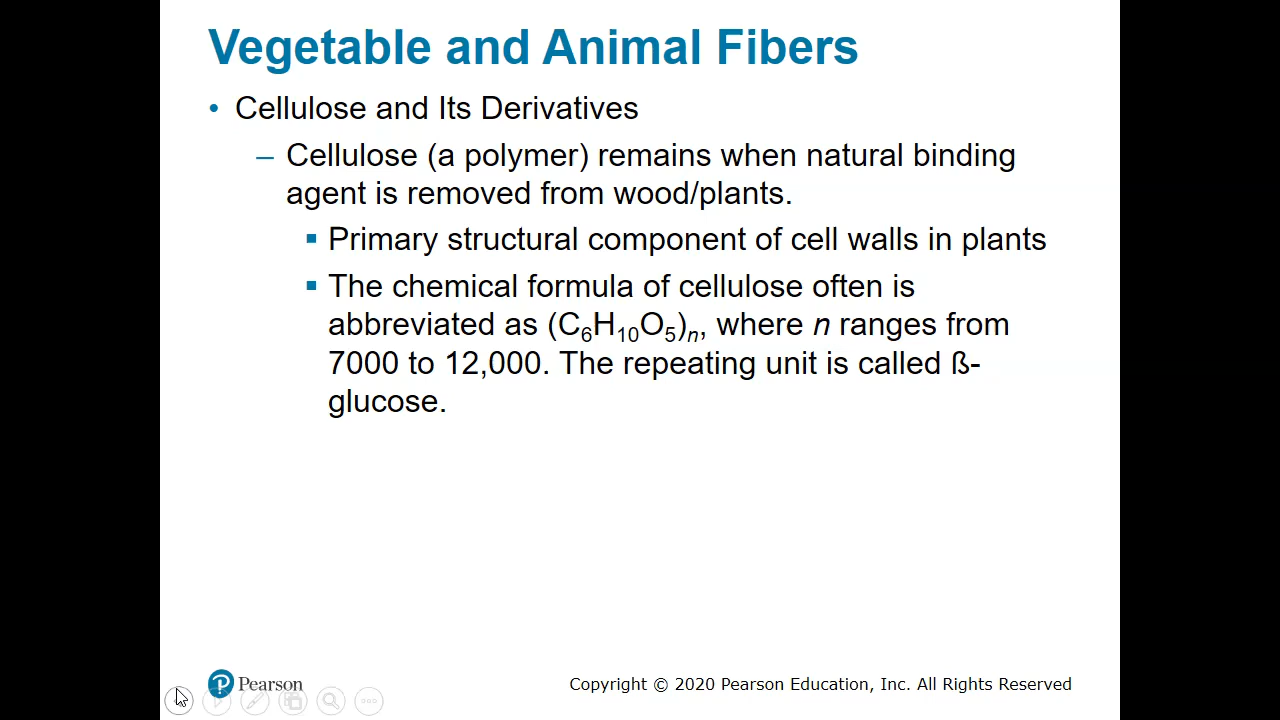 Vegetable and Animal Fibers
• Cellulose and Its Derivatives
– Cellulose (a polymer) remains when natural binding
agent is removed from wood/plants.
▪ Primary structural component of cell walls in plants
▪ The chemical formula of cellulose often is
abbreviated as (C₆H₁₀O₅)ₙ, where n ranges from
7000 to 12,000. The repeating unit is called ß-
glucose.
Pearson
Copyright © 2020 Pearson Education, Inc. All Rights Reserved